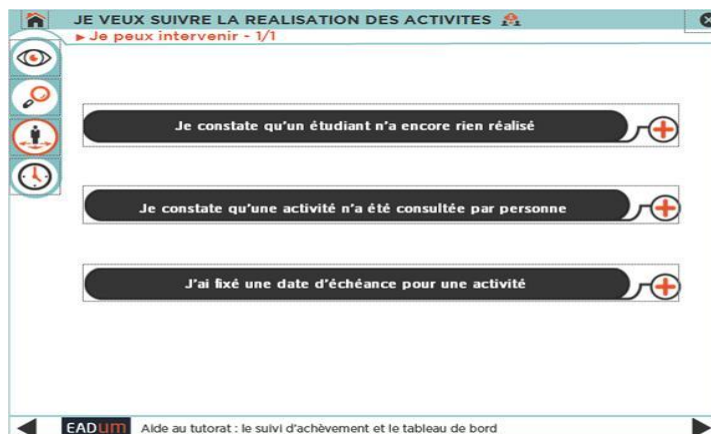 JE VEUX SUIVRE LA REALISATION DES ACTIVITES
► Je peux intervenir - 1/1
Je constate qu'un étudiant n'a encore rien réalisé
Je constate qu'une activité n'a été consultée par personne
J'ai fixé une date d'échéance pour une activité
EADUM Aide au tutorat : le suivi d'achèvement et le tableau de bord